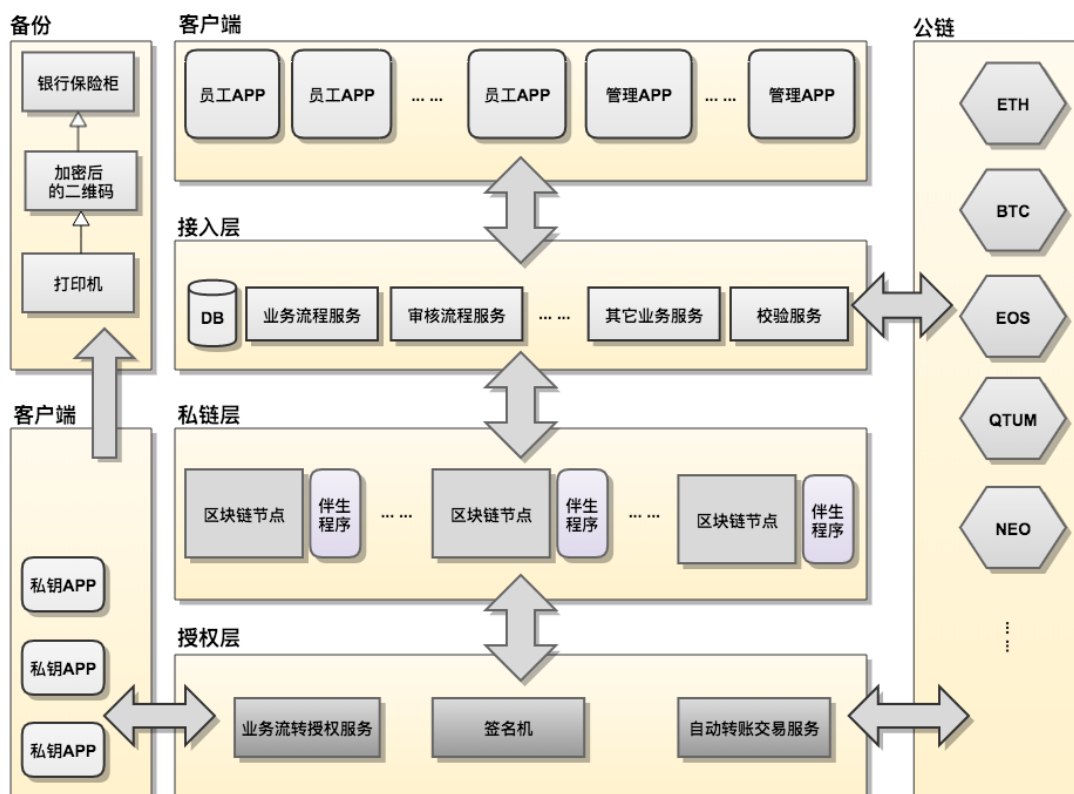 备份
银行保险柜
加密后
的二维码
打印机
客户端
员工APP
员工APP
... ...
员工APP
管理APP
... ...
管理APP
接入层
DB
业务流程服务
审核流程服务
... ...
其它业务服务
校验服务
私链层
区块链节点
伴生
程序
... ...
区块链节点
伴生
程序
... ...
区块链节点
伴生
程序
授权层
业务流转授权服务
签名机
自动转账交易服务
客户端
私钥APP
私钥APP
私钥APP
公链
ETH
BTC
EOS
QTUM
NEO
... ...